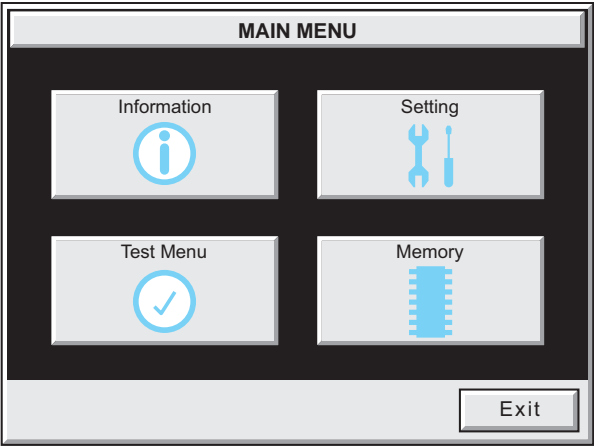 MAIN MENU
Information
Setting
Test Menu
Memory
Exit